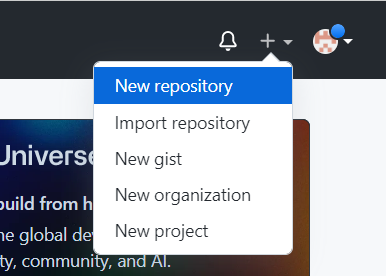 New repository
Import repository
New gist
New organization
New project
Universe
build from h
he global dev
ty, community, and AI.